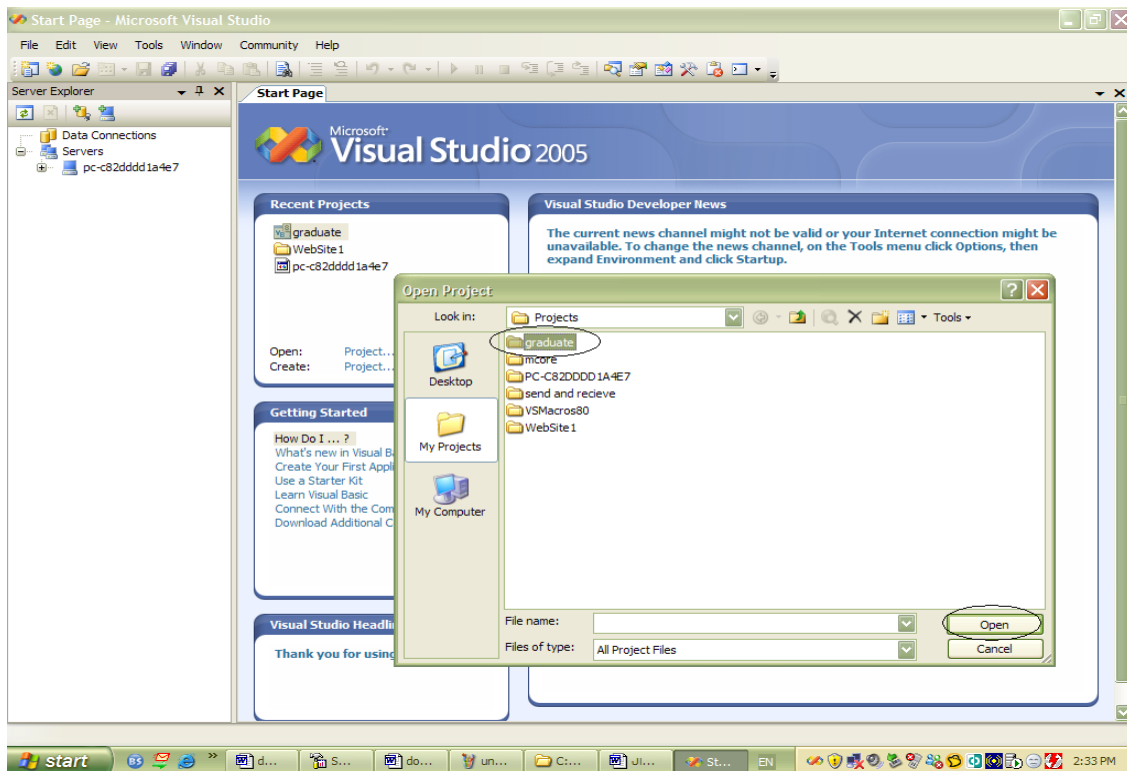 Start Page - Microsoft Visual Studio
File Edit View Tools Window Community Help
Server Explorer
Data Connections
Servers
pc-c82dddd1a4e7
Start Page
Microsoft
Visual Studio 2005
Recent Projects
graduate
WebSite1
pc-c82dddd1a4e7
Open: Project...
Create: Project...
Getting Started
How Do I ... ?
What's new in Visual B
Create Your First Appli
Use a Starter Kit
Learn Visual Basic
Connect With the Com
Download Additional C
Visual Studio Headli
Thank you for using
Visual Studio Developer News
The current news channel might not be valid or your Internet connection might be
unavailable. To change the news channel, on the Tools menu click Options, then
expand Environment and click Startup.
Open Project
Look in: Projects Tools
Desktop
My Projects
My Computer
graduate
mcore
PC-C82DDDD1A4E7
send and recieve
VSMacros80
WebSite1
File name: Open
Files of type: All Project Files Cancel
start BS d... S... do... un... C:... St... EN 2:33 PM